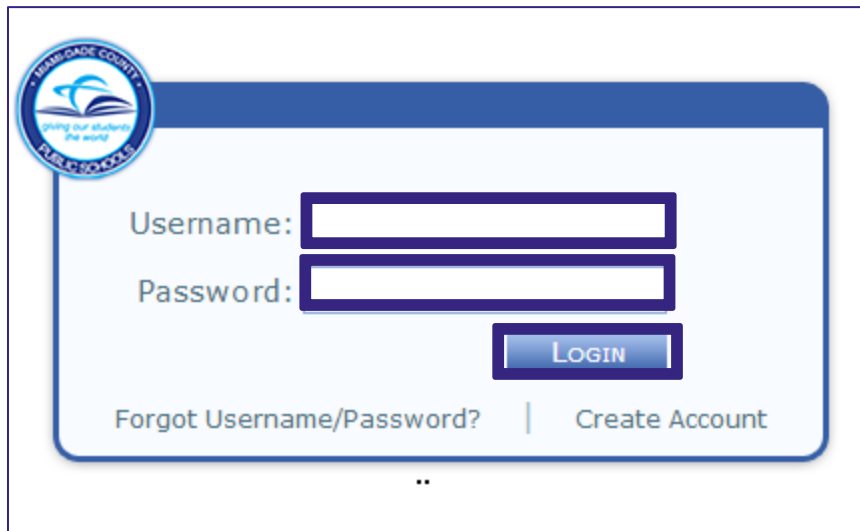 MIAMI-DADE COUNTY
giving our students
the world
PUBLIC SCHOOLS
Username:
Password:
LOGIN
Forgot Username/Password? | Create Account
..